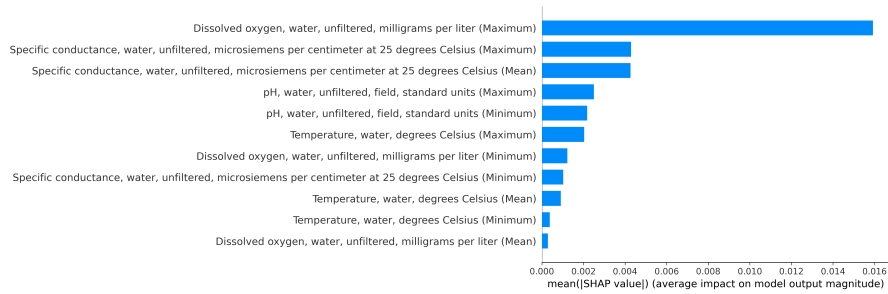 Dissolved oxygen, water, unfiltered, milligrams per liter (Maximum)
Specific conductance, water, unfiltered, microsiemens per centimeter at 25 degrees Celsius (Maximum)
Specific conductance, water, unfiltered, microsiemens per centimeter at 25 degrees Celsius (Mean)
pH, water, unfiltered, field, standard units (Maximum)
pH, water, unfiltered, field, standard units (Minimum)
Temperature, water, degrees Celsius (Maximum)
Dissolved oxygen, water, unfiltered, milligrams per liter (Minimum)
Specific conductance, water, unfiltered, microsiemens per centimeter at 25 degrees Celsius (Minimum)
Temperature, water, degrees Celsius (Mean)
Temperature, water, degrees Celsius (Minimum)
Dissolved oxygen, water, unfiltered, milligrams per liter (Mean)
0.000 0.002 0.004 0.006 0.008 0.010 0.012 0.014 0.016
mean(|SHAP value|) (average impact on model output magnitude)